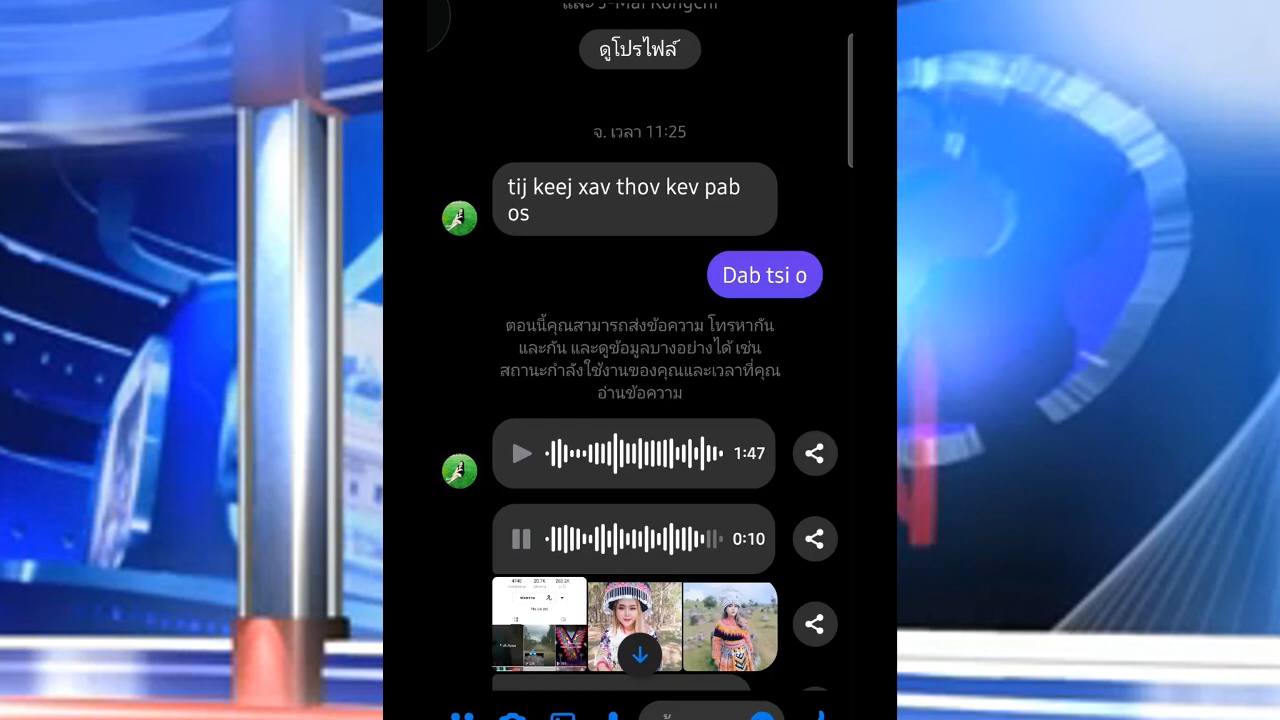 ดูโปรไฟล์
จ. เวลา 11:25
tij keej xav thov kev pab
os
Dab tsi o
ตอนนี้คุณสามารถส่งข้อความ โทรหากัน
และกัน และดูข้อมูลบางอย่างได้ เช่น
สถานะกำลังใช้งานของคุณและเวลาที่คุณ
อ่านข้อความ
1:47
0:10